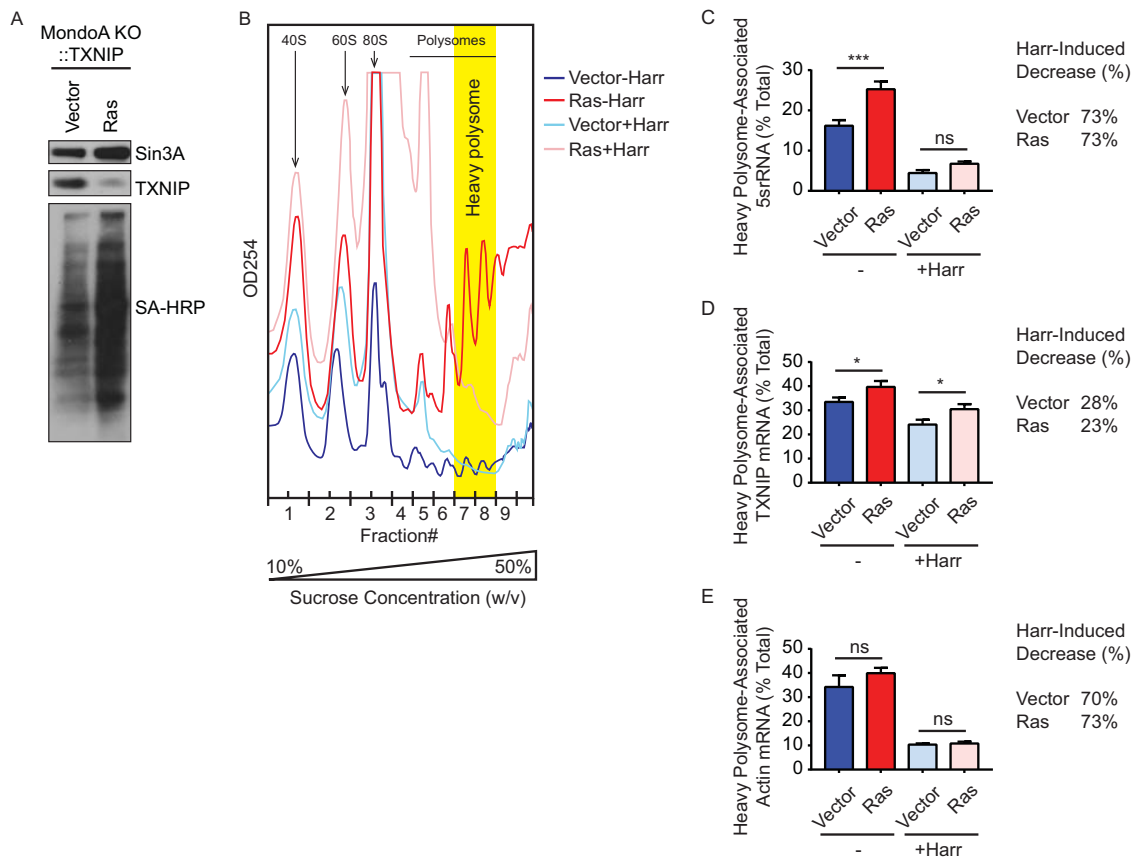 A
MondoA KO
::TXNIP
Vector
Ras
Sin3A
TXNIP
SA-HRP
B
40S
60S
80S
Polysomes
Heavy polysome
Vector-Harr
Ras-Harr
Vector+Harr
Ras+Harr
OD254
1 2 3 4 5 6 7 8 9
Fraction#
10% 50%
Sucrose Concentration (w/v)
C
Heavy Polysome-Associated
5srRNA (% Total)
30
20
10
0
***
ns
Vector
Ras
Vector
Ras
-
+Harr
Harr-Induced
Decrease (%)
Vector 73%
Ras 73%
D
Heavy Polysome-Associated
TXNIP mRNA (% Total)
50
40
30
20
10
0
*
*
Vector
Ras
Vector
Ras
-
+Harr
Harr-Induced
Decrease (%)
Vector 28%
Ras 23%
E
Heavy Polysome-Associated
Actin mRNA (% Total)
50
40
30
20
10
0
ns
ns
Vector
Ras
Vector
Ras
-
+Harr
Harr-Induced
Decrease (%)
Vector 70%
Ras 73%